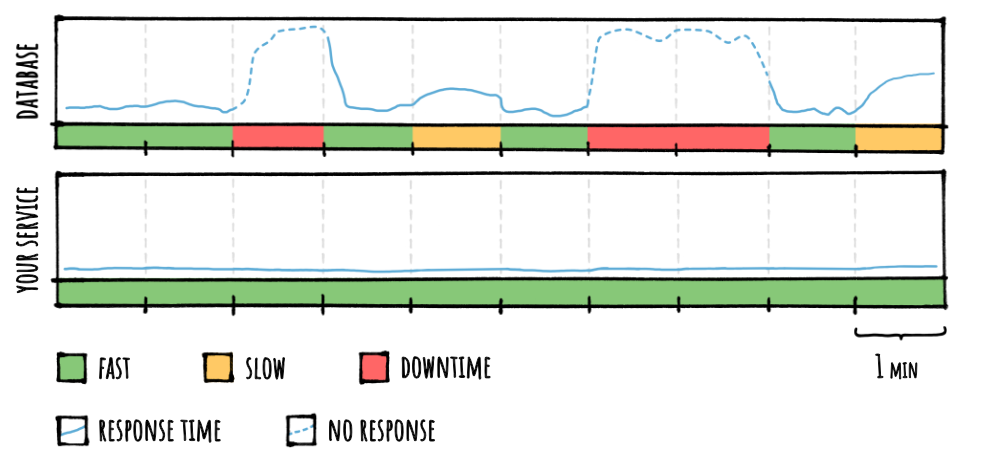 DATABASE
YOUR SERVICE
1 MIN
FAST
SLOW
DOWNTIME
RESPONSE TIME
NO RESPONSE